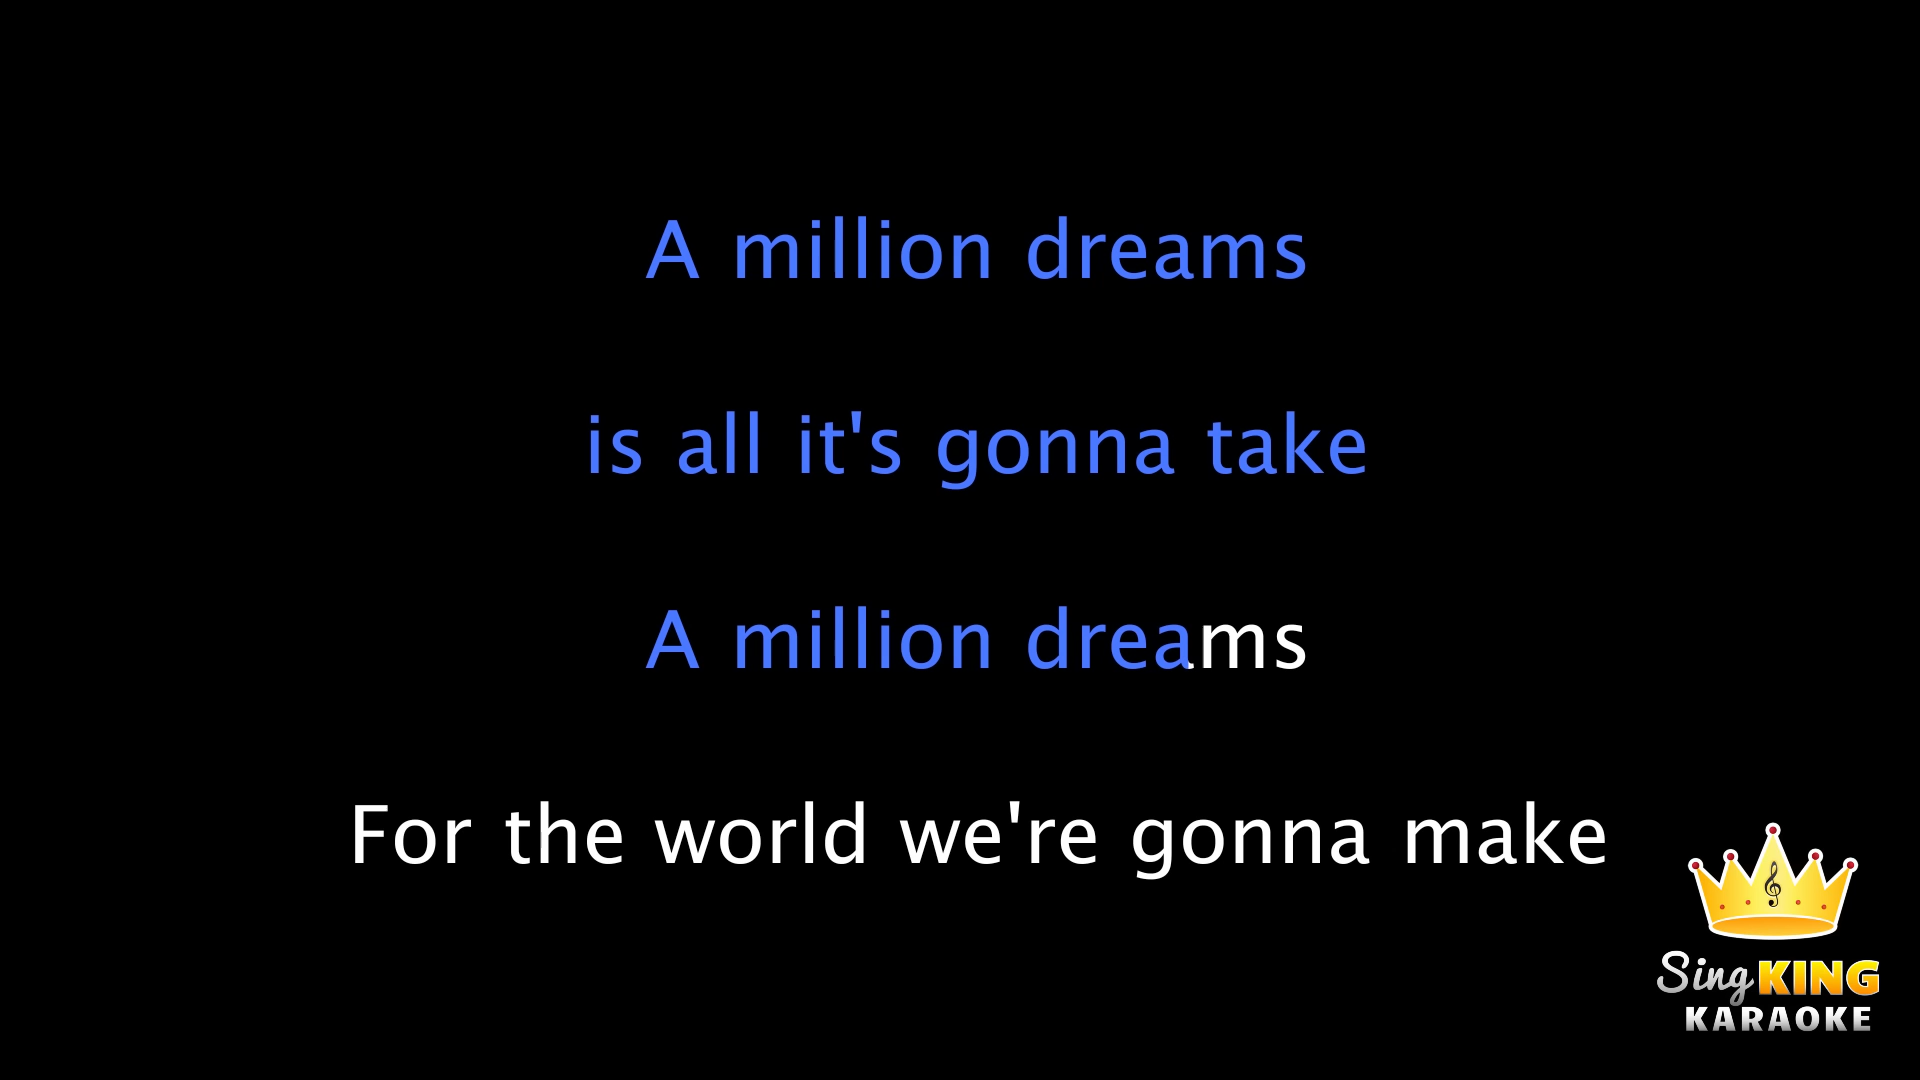 A million dreams
is all it's gonna take
A million dreams
For the world we're gonna make
Sing KING
KARAOKE